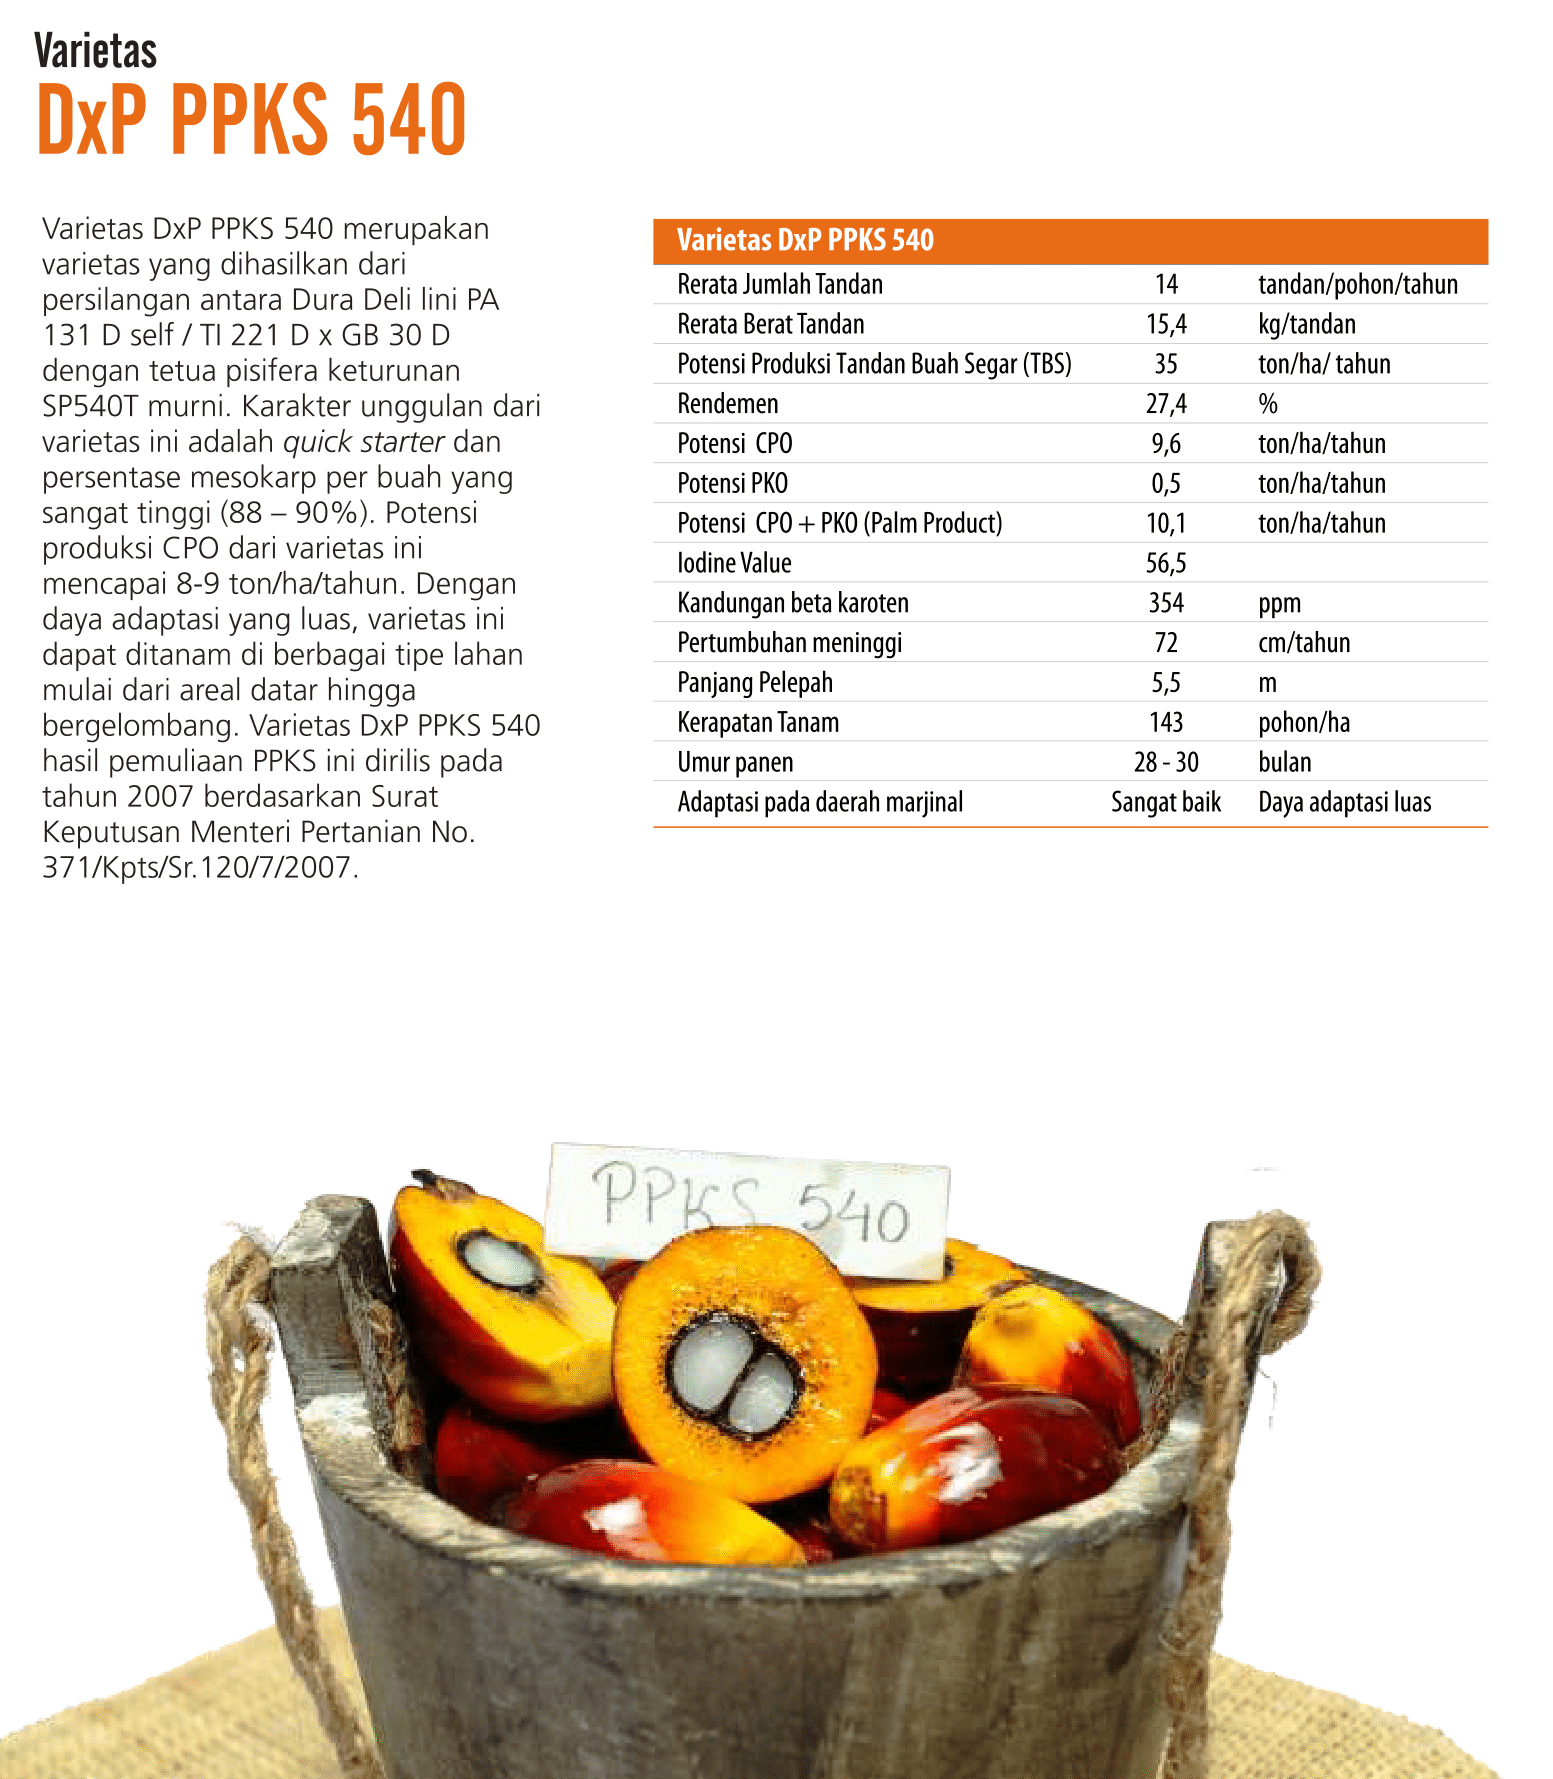 Varietas
DxP PPKS 540
Varietas DxP PPKS 540 merupakan
varietas yang dihasilkan dari
persilangan antara Dura Deli lini PA
131 D self / TI 221 D x GB 30 D
dengan tetua pisifera keturunan
SP540T murni. Karakter unggulan dari
varietas ini adalah quick starter dan
persentase mesokarp per buah yang
sangat tinggi (88 – 90%). Potensi
produksi CPO dari varietas ini
mencapai 8-9 ton/ha/tahun. Dengan
daya adaptasi yang luas, varietas ini
dapat ditanam di berbagai tipe lahan
mulai dari areal datar hingga
bergelombang. Varietas DxP PPKS 540
hasil pemuliaan PPKS ini dirilis pada
tahun 2007 berdasarkan Surat
Keputusan Menteri Pertanian No.
371/Kpts/Sr.120/7/2007.
Varietas DxP PPKS 540
Rerata Jumlah Tandan 14 tandan/pohon/tahun
Rerata Berat Tandan 15,4 kg/tandan
Potensi Produksi Tandan Buah Segar (TBS) 35 ton/ha/ tahun
Rendemen 27,4 %
Potensi CPO 9,6 ton/ha/tahun
Potensi PKO 0,5 ton/ha/tahun
Potensi CPO + PKO (Palm Product) 10,1 ton/ha/tahun
Iodine Value 56,5
Kandungan beta karoten 354 ppm
Pertumbuhan meninggi 72 cm/tahun
Panjang Pelepah 5,5 m
Kerapatan Tanam 143 pohon/ha
Umur panen 28 - 30 bulan
Adaptasi pada daerah marjinal Sangat baik Daya adaptasi luas
PPKS 540